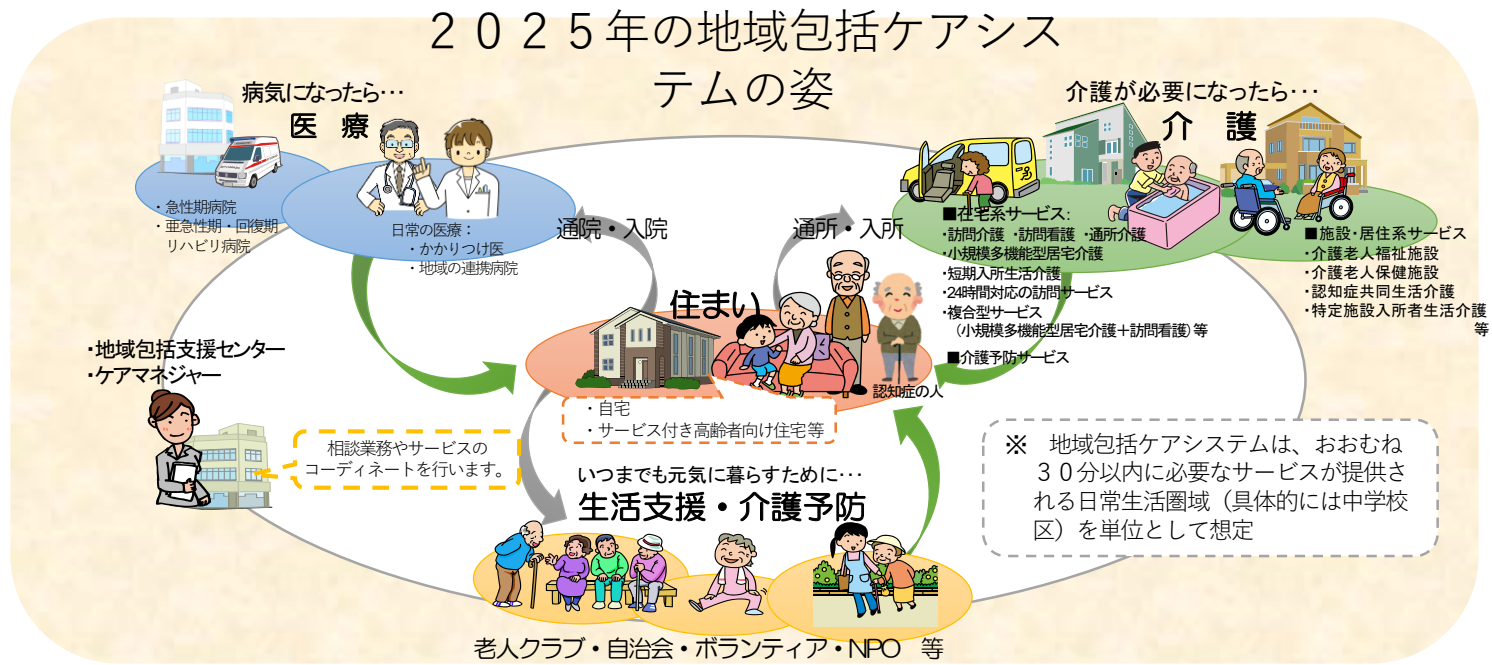 ２０２５年の地域包括ケアシス
テムの姿
病気になったら･･･
医　療
・急性期病院
・亜急性期・回復期
リハビリ病院
日常の医療：
・かかりつけ医
・地域の連携病院
通院・入院
通所・入所
介護が必要になったら･･･
介　護
■在宅系サービス：
・訪問介護　・訪問看護　・通所介護
・小規模多機能型居宅介護
・短期入所生活介護
・24時間対応の訪問サービス
・複合型サービス
（小規模多機能型居宅介護＋訪問看護）等
■介護予防サービス
■施設・居住系サービス
・介護老人福祉施設
・介護老人保健施設
・認知症共同生活介護
・特定施設入所者生活介護
等
住まい
認知症の人
・自宅
・サービス付き高齢者向け住宅等
・地域包括支援センター
・ケアマネジャー
相談業務やサービスの
コーディネートを行います。
いつまでも元気に暮らすために･･･
生活支援・介護予防
老人クラブ・自治会・ボランティア・NPO　等
※　地域包括ケアシステムは、おおむね
３０分以内に必要なサービスが提供さ
れる日常生活圏域（具体的には中学校
区）を単位として想定